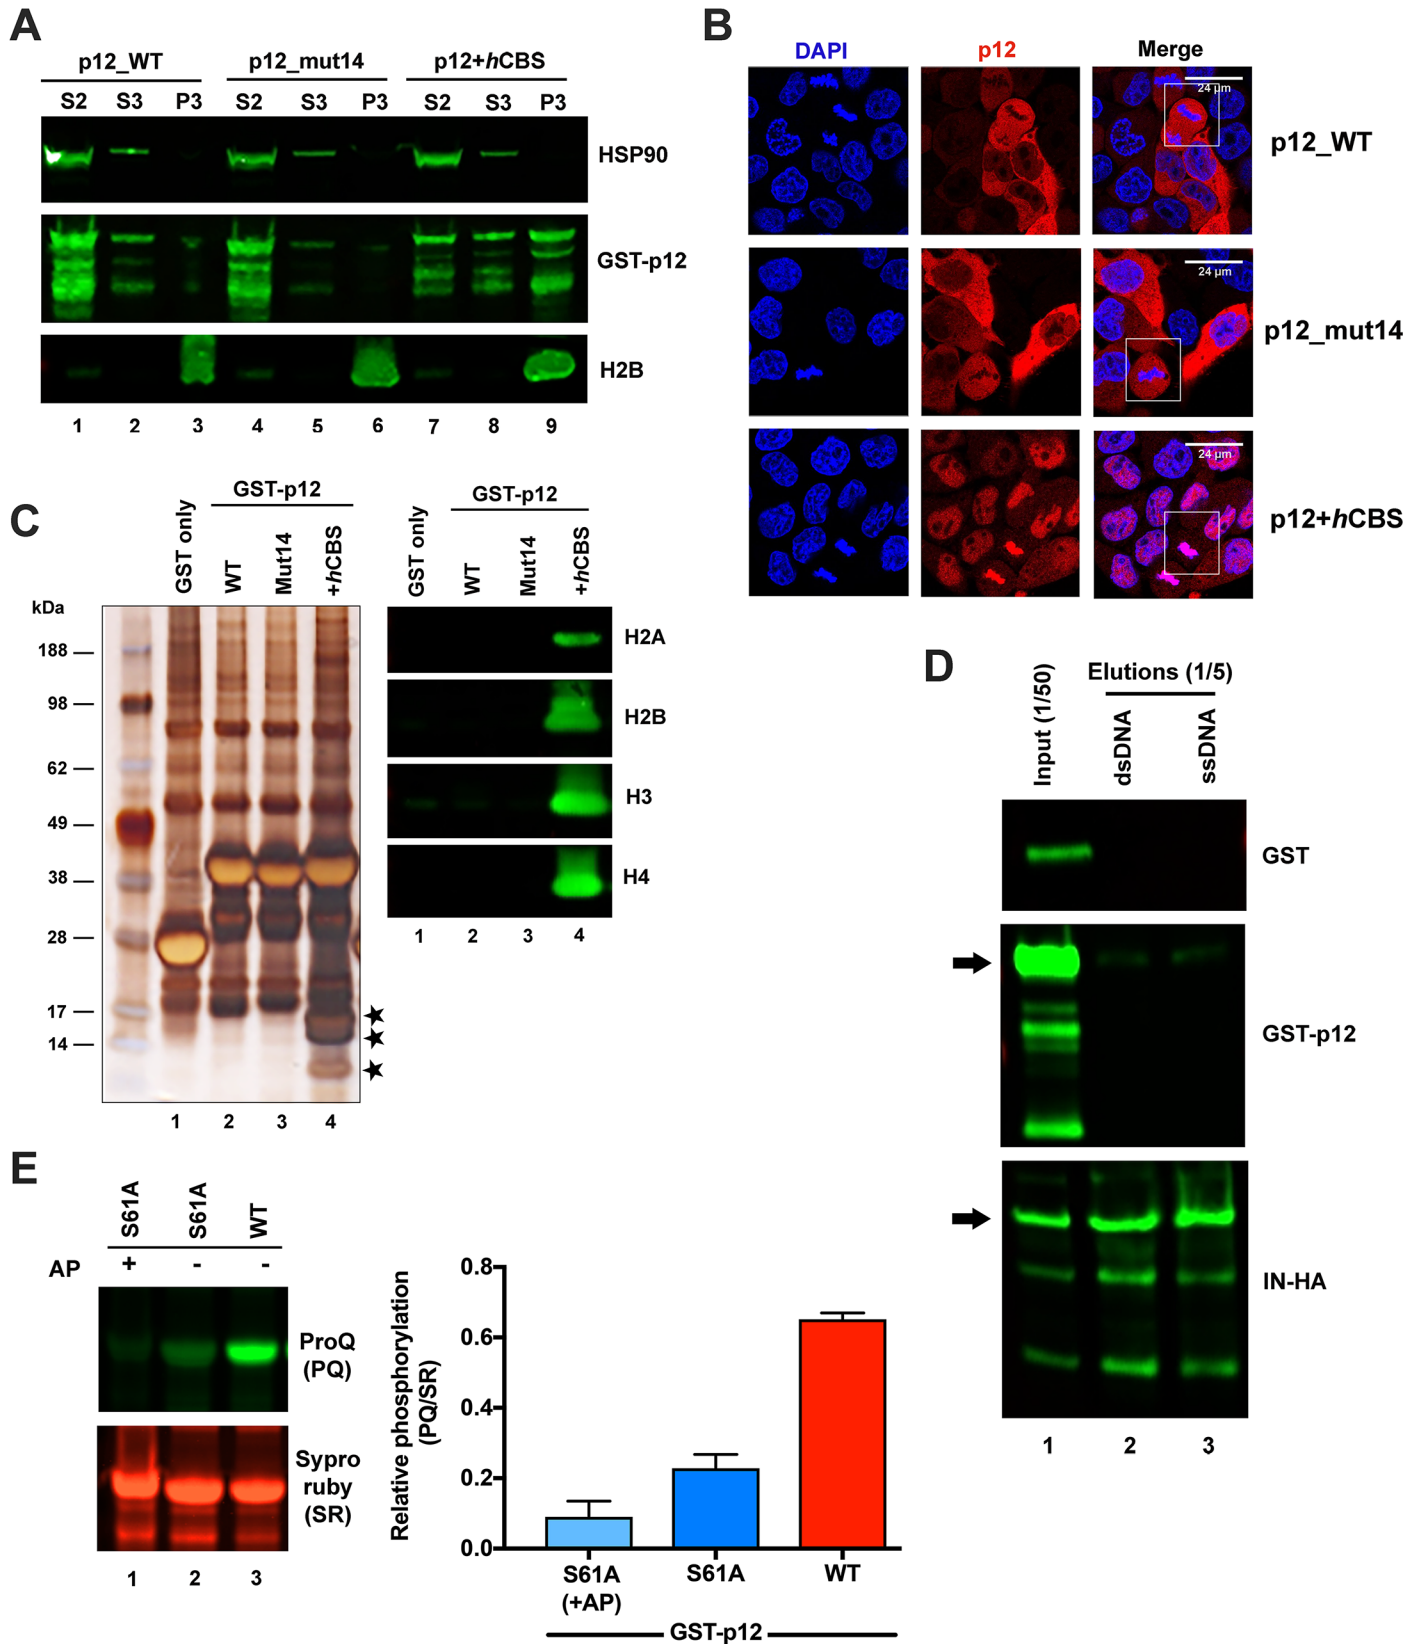 A
p12_WT p12_mut14 p12+hCBS
S2 S3 P3 S2 S3 P3 S2 S3 P3
HSP90
GST-p12
H2B
1 2 3 4 5 6 7 8 9
B
DAPI p12 Merge
24 µm
p12_WT
24 µm
p12_mut14
24 µm
p12+hCBS
C
GST-p12
GST only WT Mut14 +hCBS
kDa
188
98
62
49
38
28
17
14
1 2 3 4
GST-p12
GST only WT Mut14 +hCBS
H2A
H2B
H3
H4
1 2 3 4
D
Input (1/50)
Elutions (1/5)
dsDNA ssDNA
GST
GST-p12
IN-HA
1 2 3
E
S61A S61A WT
AP + - -
ProQ
(PQ)
Sypro
ruby
(SR)
1 2 3
Relative phosphorylation
(PQ/SR)
0.8
0.6
0.4
0.2
0.0
S61A
(+AP)
S61A
WT
GST-p12